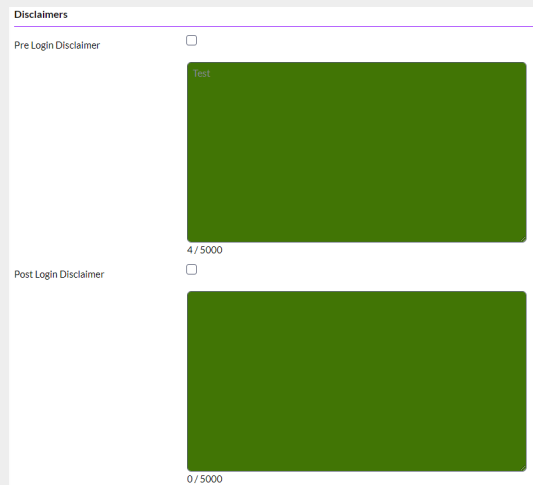 Disclaimers
Pre Login Disclaimer
Test
4 / 5000
Post Login Disclaimer
0 / 5000